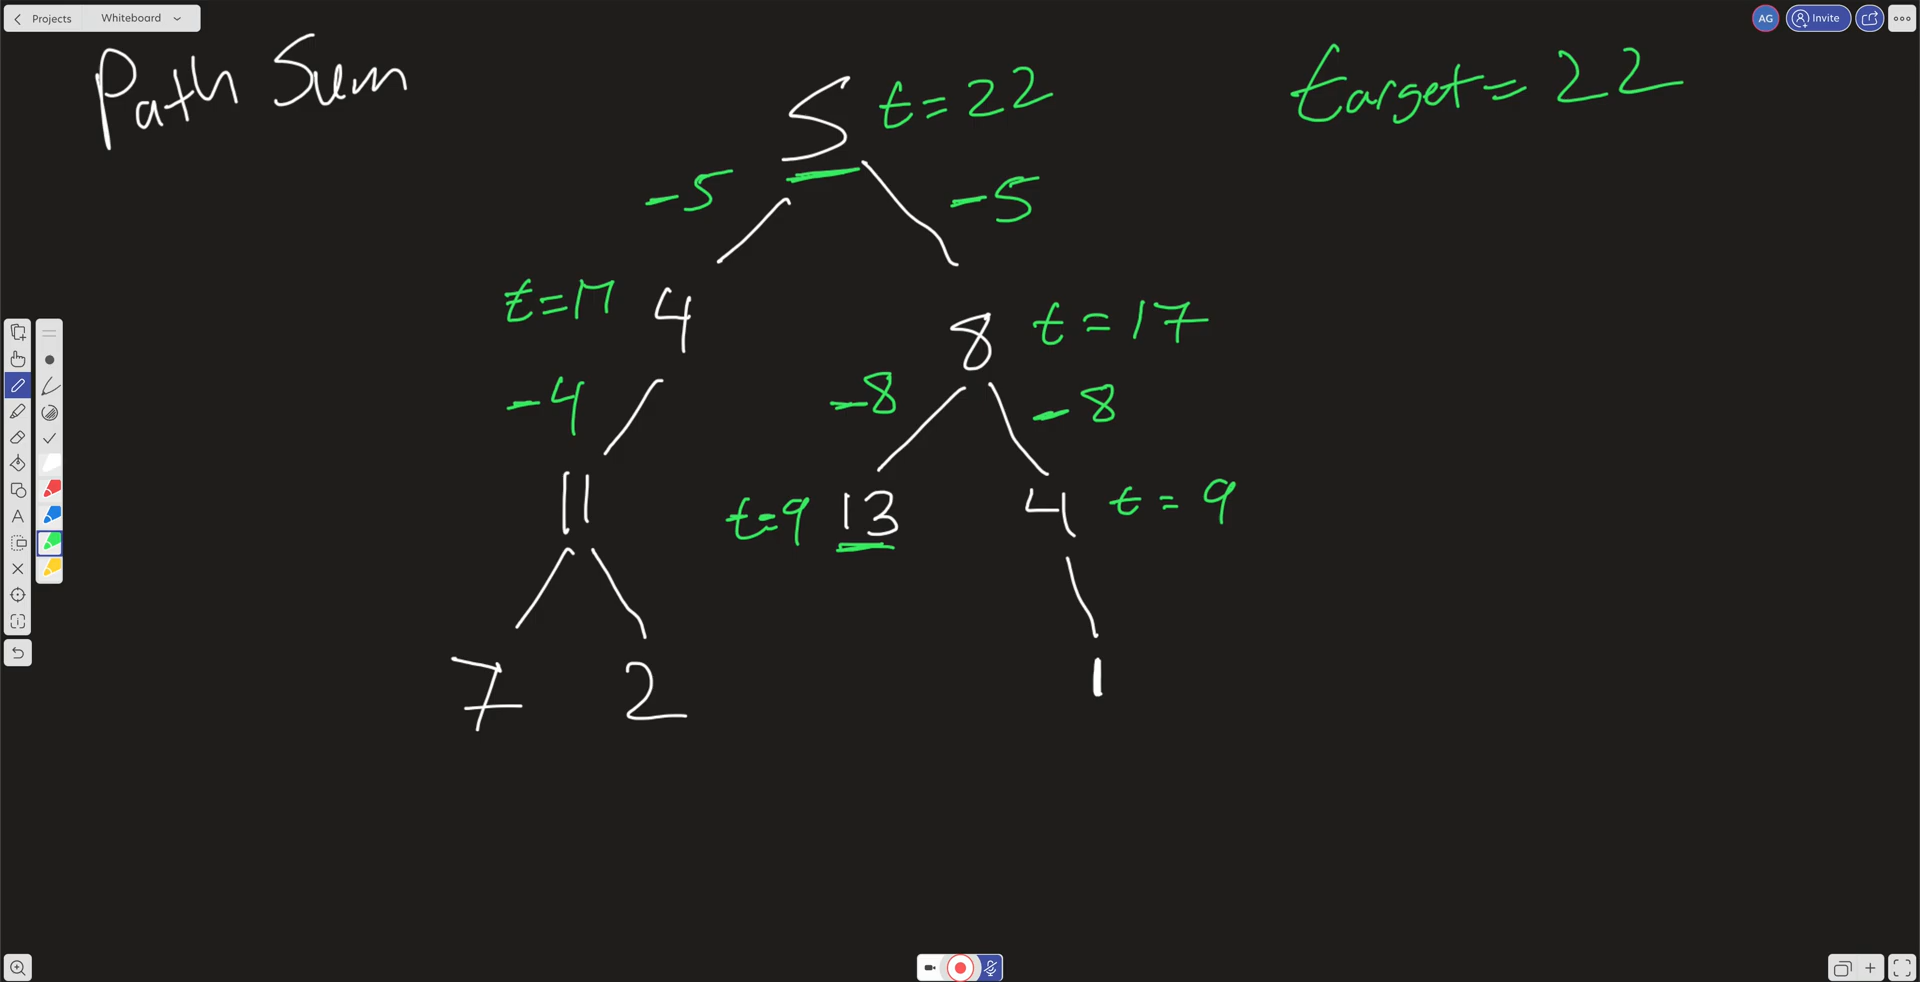 Projects Whiteboard
AG Invite
Path Sum
5 t=22 target=22
-5 -5
t=17 4 8 t=17
-4 -8 -8
11 t=9 13 4 t=9
7 2 1
A